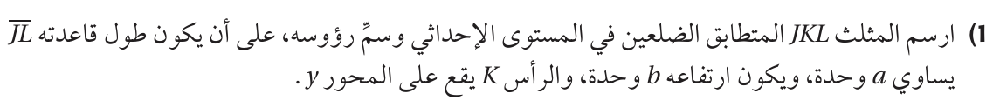 1) ارسم المثلث JKL المتطابق الضلعين في المستوى الإحداثي وسمِّ رؤوسه، على أن يكون طول قاعدته JL
يساوي a وحدة، ويكون ارتفاعه b وحدة، والرأس K يقع على المحور y .